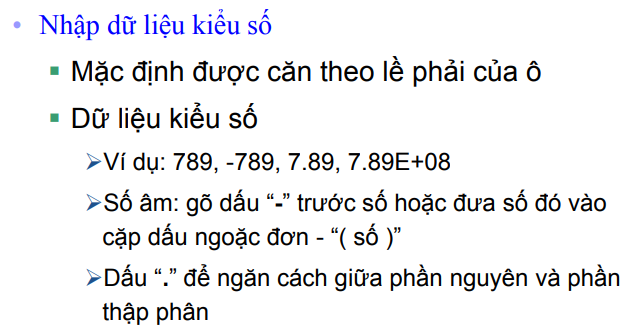 • Nhập dữ liệu kiểu số
▪ Mặc định được căn theo lề phải của ô
▪ Dữ liệu kiểu số
➢Ví dụ: 789, -789, 7.89, 7.89E+08
➢Số âm: gõ dấu “-” trước số hoặc đưa số đó vào
cặp dấu ngoặc đơn - “( số )”
➢Dấu “.” để ngăn cách giữa phần nguyên và phần
thập phân